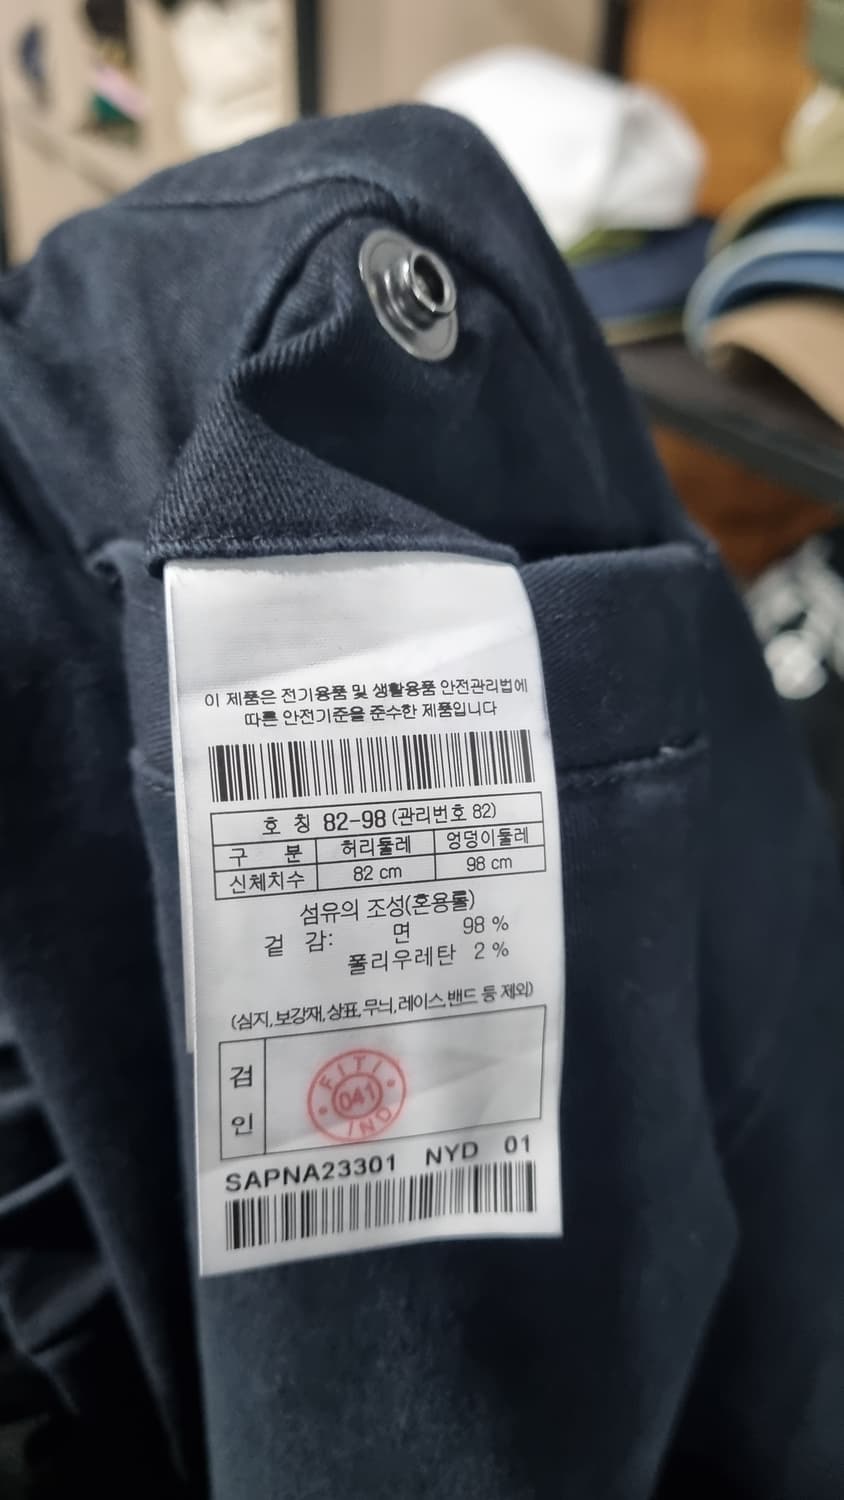 이 제품은 전기용품 및 생활용품 안전관리법에
따른 안전기준을 준수한 제품입니다
호 칭 82-98 (관리번호 82)
구 분 허리둘레 엉덩이둘레
신체치수 82 cm 98 cm
섬유의 조성(혼용률)
겉 감: 면 98 %
폴리우레탄 2 %
(심지,보강재,상표,무늬,레이스,밴드 등 제외)
검
인
FITI
041
IND
SAPNA23301 NYD 01